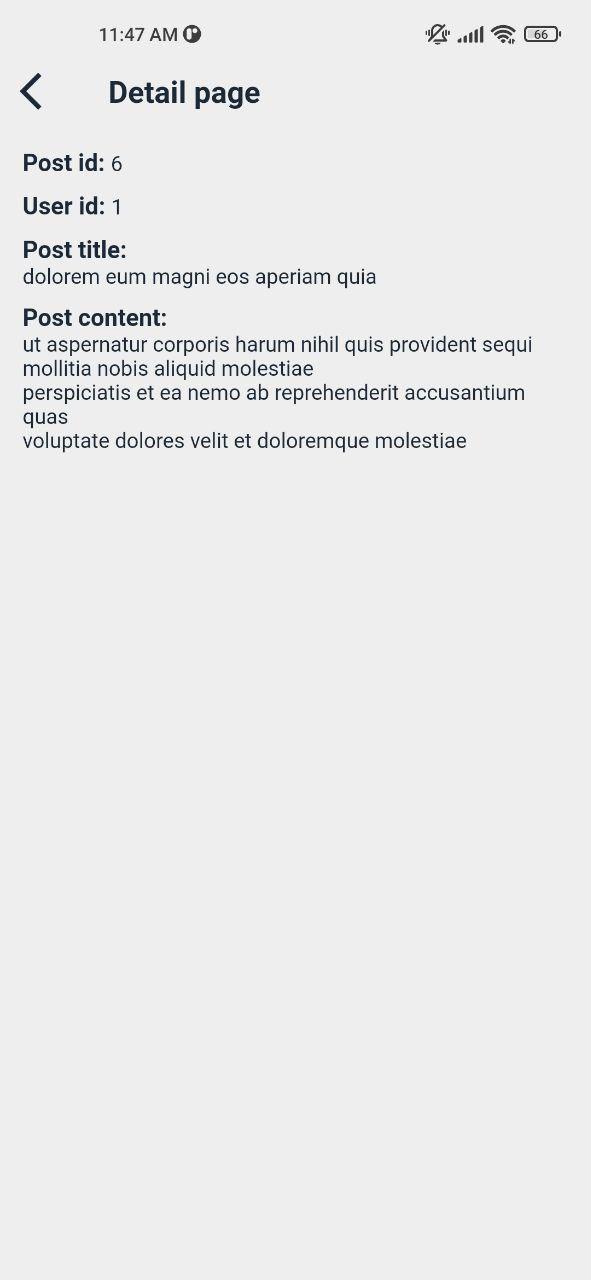 11:47 AM
66
Detail page
Post id: 6
User id: 1
Post title:
dolorem eum magni eos aperiam quia
Post content:
ut aspernatur corporis harum nihil quis provident sequi
mollitia nobis aliquid molestiae
perspiciatis et ea nemo ab reprehenderit accusantium
quas
voluptate dolores velit et doloremque molestiae